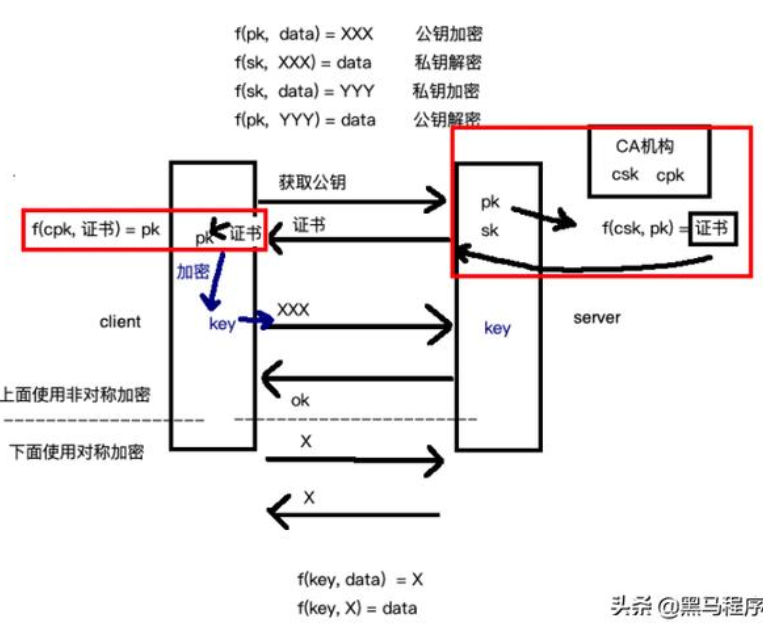 f(pk, data) = XXX 公钥加密
f(sk, XXX) = data 私钥解密
f(sk, data) = YYY 私钥加密
f(pk, YYY) = data 公钥解密
CA机构
csk cpk
获取公钥
pk
sk
f(csk, pk) = 证书
f(cpk, 证书) = pk
pk 证书
证书
加密
key
XXX
client
key
server
ok
上面使用非对称加密
下面使用对称加密
X
X
f(key, data) = X
f(key, X) = data
头条 @黑马程序